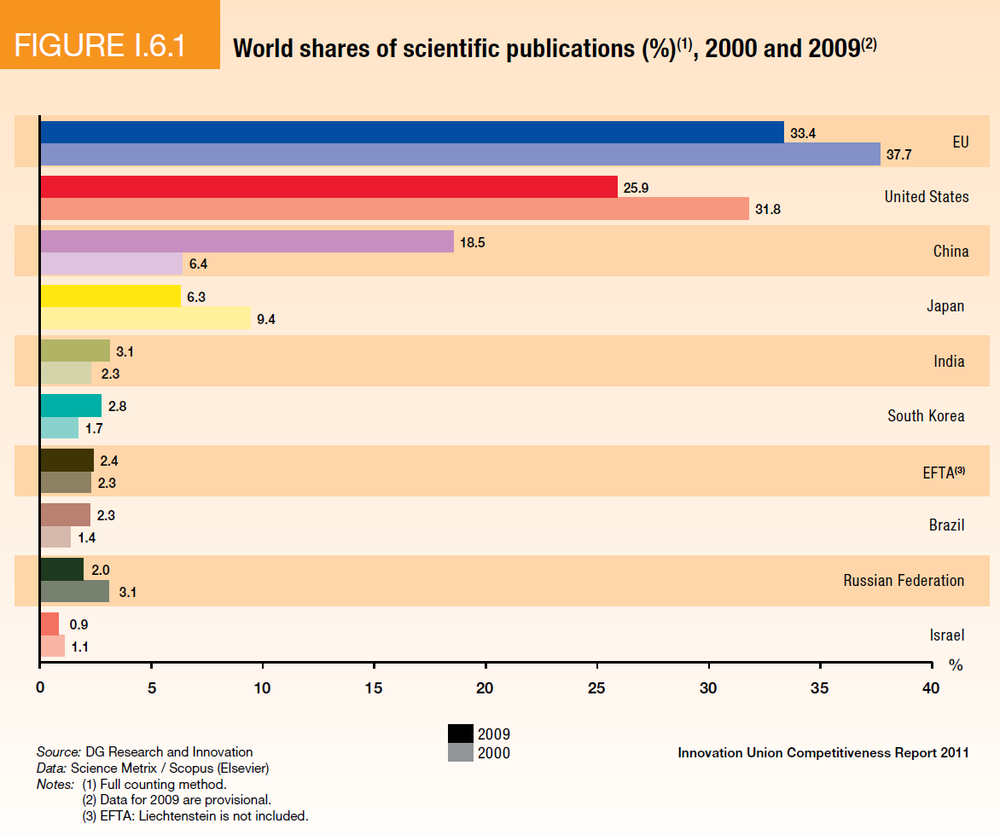 FIGURE I.6.1
World shares of scientific publications (%)(1), 2000 and 2009(2)
33.4
EU
37.7
25.9
United States
31.8
18.5
China
6.4
6.3
Japan
9.4
3.1
India
2.3
2.8
South Korea
1.7
2.4
EFTA(3)
2.3
2.3
Brazil
1.4
2.0
Russian Federation
3.1
0.9
Israel
1.1
%
0 5 10 15 20 25 30 35 40
2009
2000
Source: DG Research and Innovation
Innovation Union Competitiveness Report 2011
Data: Science Metrix / Scopus (Elsevier)
Notes: (1) Full counting method.
(2) Data for 2009 are provisional.
(3) EFTA: Liechtenstein is not included.